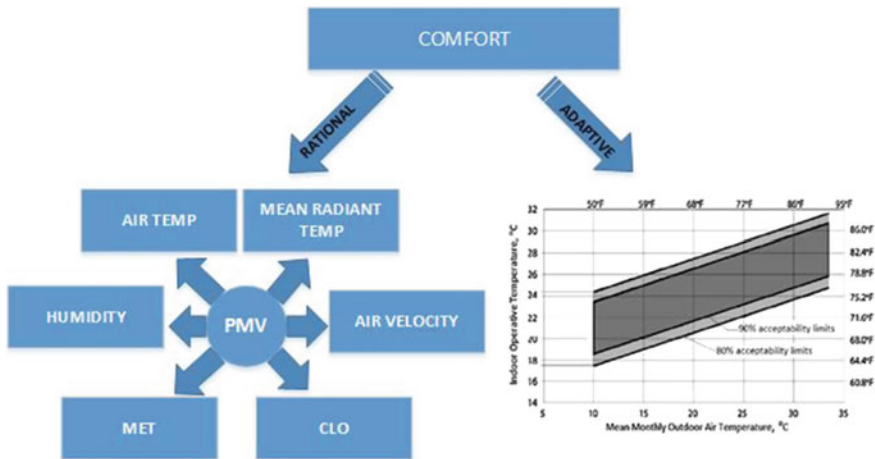 COMFORT
RATIONAL
ADAPTIVE
AIR TEMP
MEAN RADIANT
TEMP
HUMIDITY
PMV
AIR VELOCITY
MET
CLO
50°F 59°F 68°F 77°F 86°F 95°F
32
30
28
26
24
22
20
18
16
14
86.0°F
82.4°F
78.8°F
75.2°F
71.6°F
68.0°F
64.4°F
60.8°F
Indoor Operative Temperature, °C
90% acceptability limits
80% acceptability limits
5 10 15 20 25 30 35
Mean Monthly Outdoor Air Temperature, °C